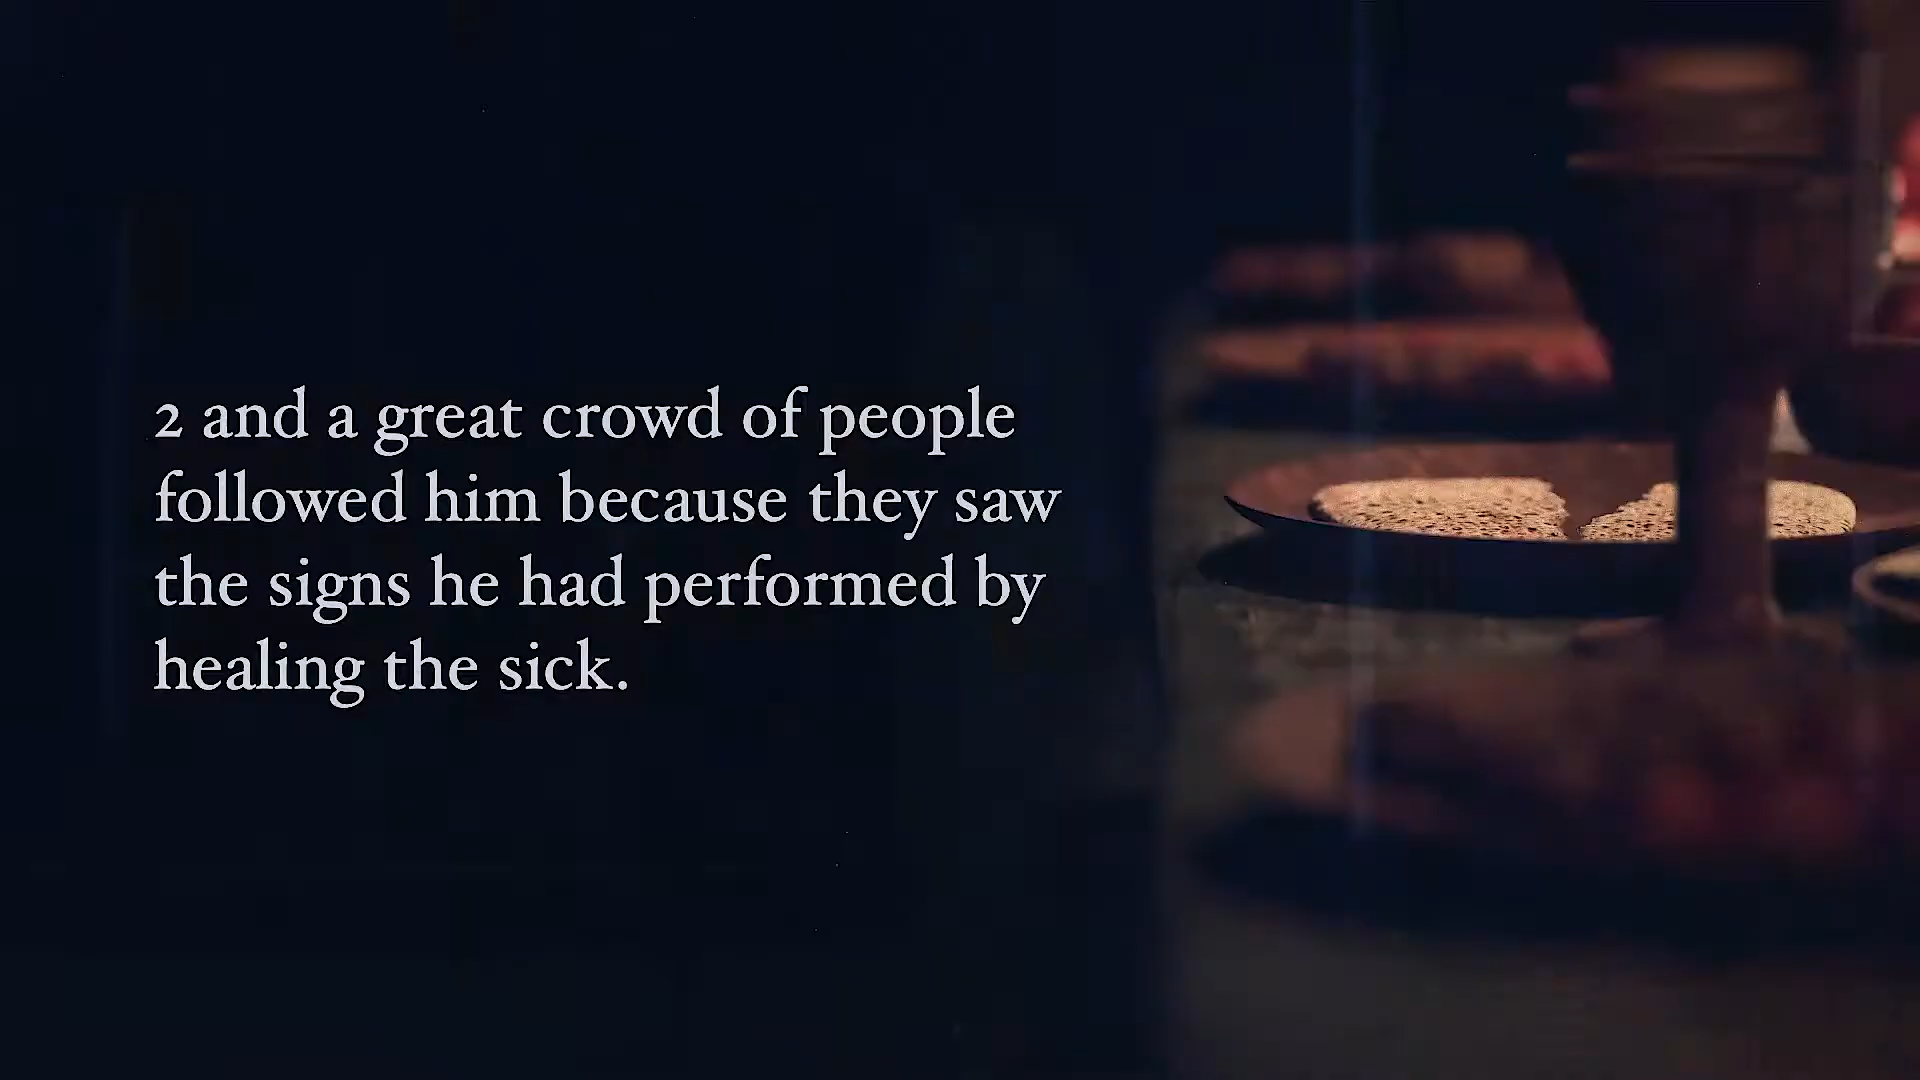 2 and a great crowd of people
followed him because they saw
the signs he had performed by
healing the sick.